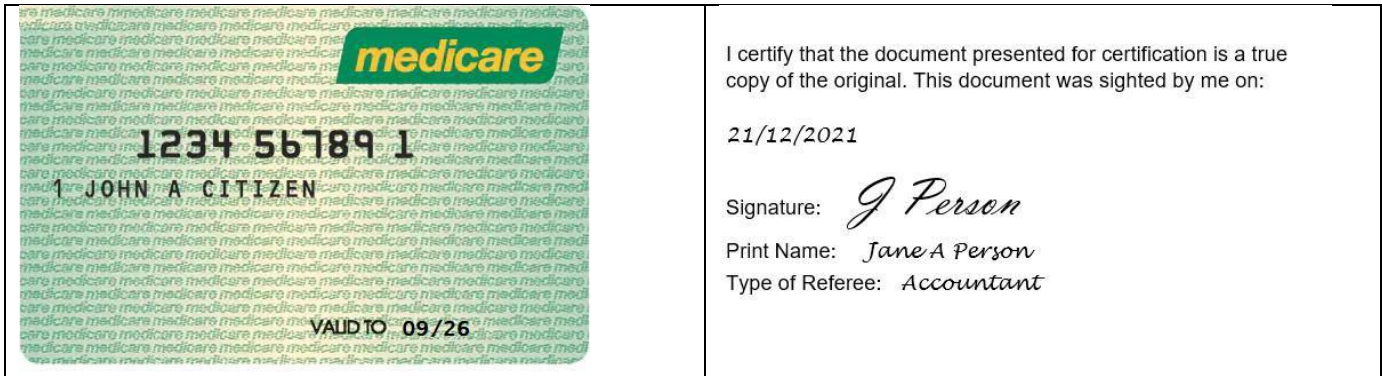 medicare
1234 56789 1
1 JOHN A CITIZEN
VALID TO 09/26
I certify that the document presented for certification is a true
copy of the original. This document was sighted by me on:
21/12/2021
Signature: J Person
Print Name: Jane A Person
Type of Referee: Accountant